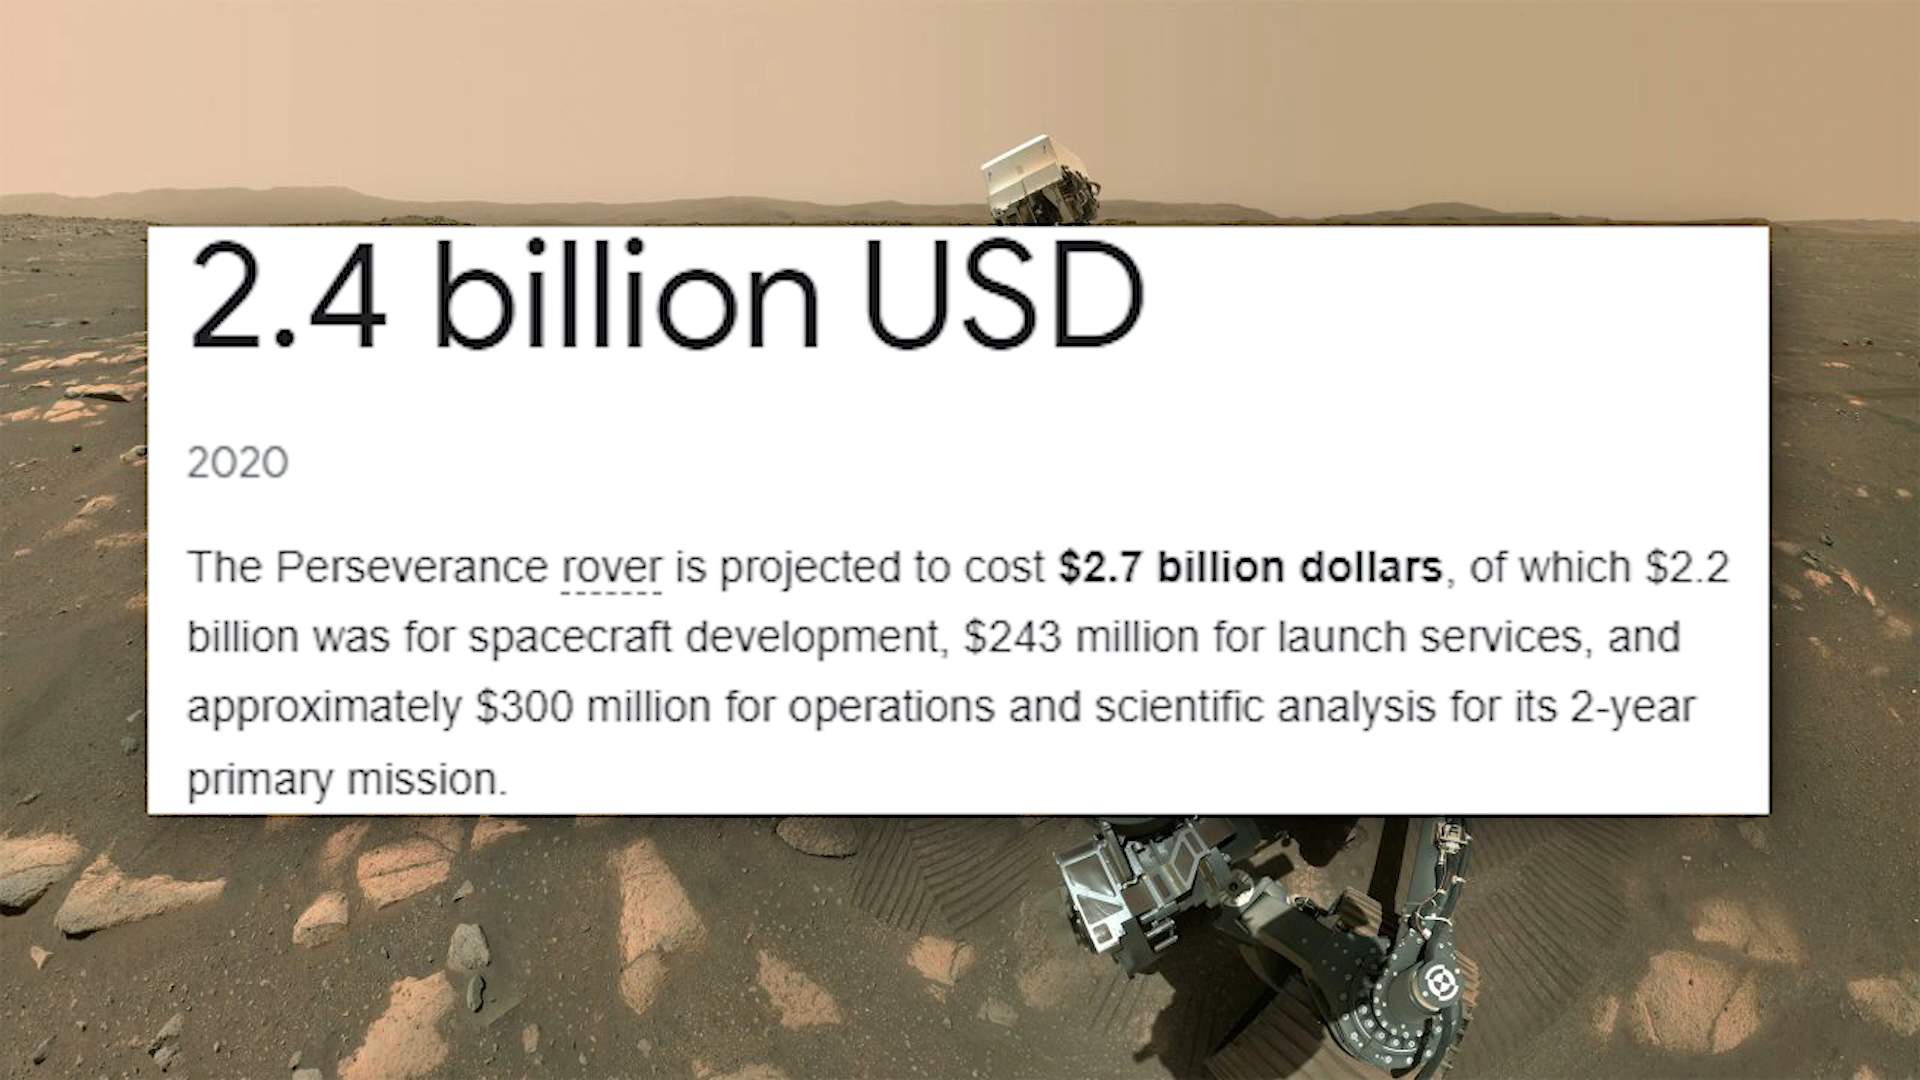 2.4 billion USD
2020
The Perseverance rover is projected to cost $2.7 billion dollars, of which $2.2
billion was for spacecraft development, $243 million for launch services, and
approximately $300 million for operations and scientific analysis for its 2-year
primary mission.